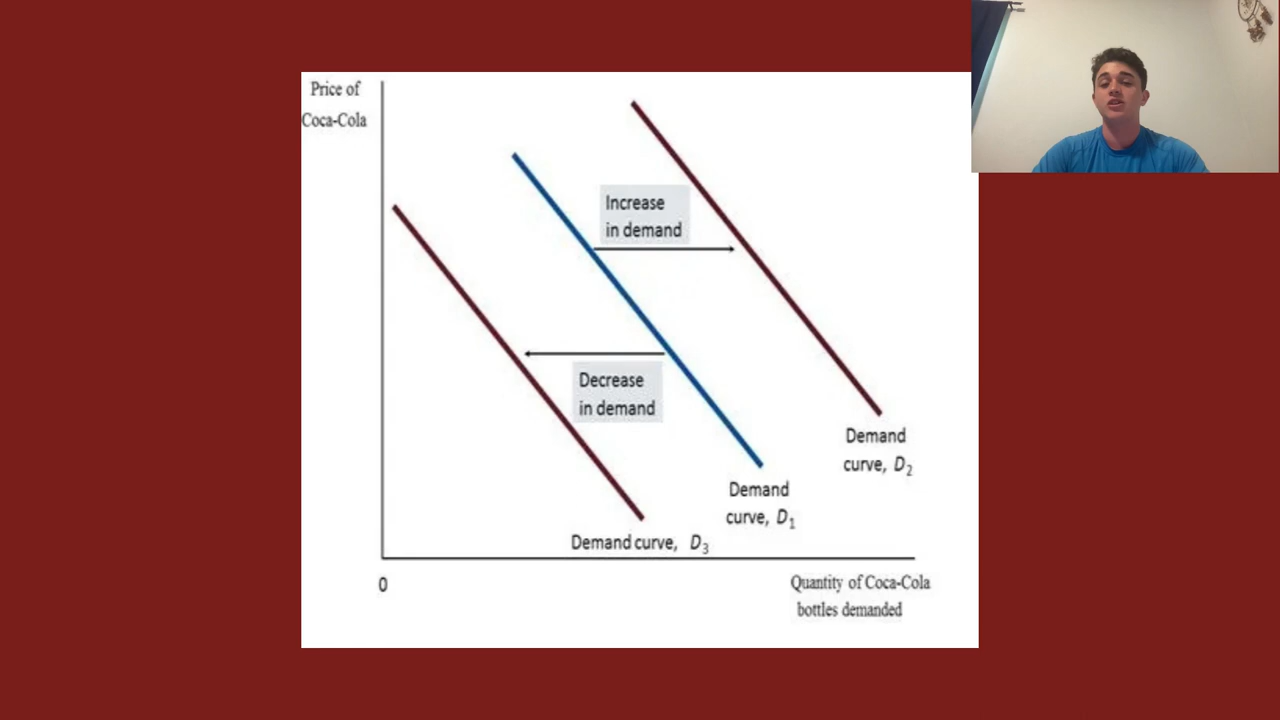 Price of
Coca-Cola
Increase
in demand
Decrease
in demand
Demand
curve, D₂
Demand
curve, D₁
Demand curve, D₃
0
Quantity of Coca-Cola
bottles demanded